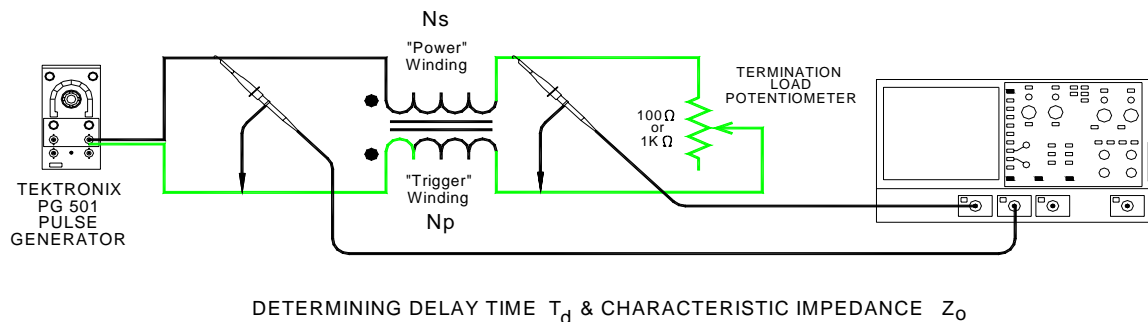 Ns
"Power"
Winding
"Trigger"
Winding
Np
TEKTRONIX
PG 501
PULSE
GENERATOR
100Ω
or
1KΩ
TERMINATION
LOAD
POTENTIOMETER
DETERMINING DELAY TIME Td & CHARACTERISTIC IMPEDANCE Zo